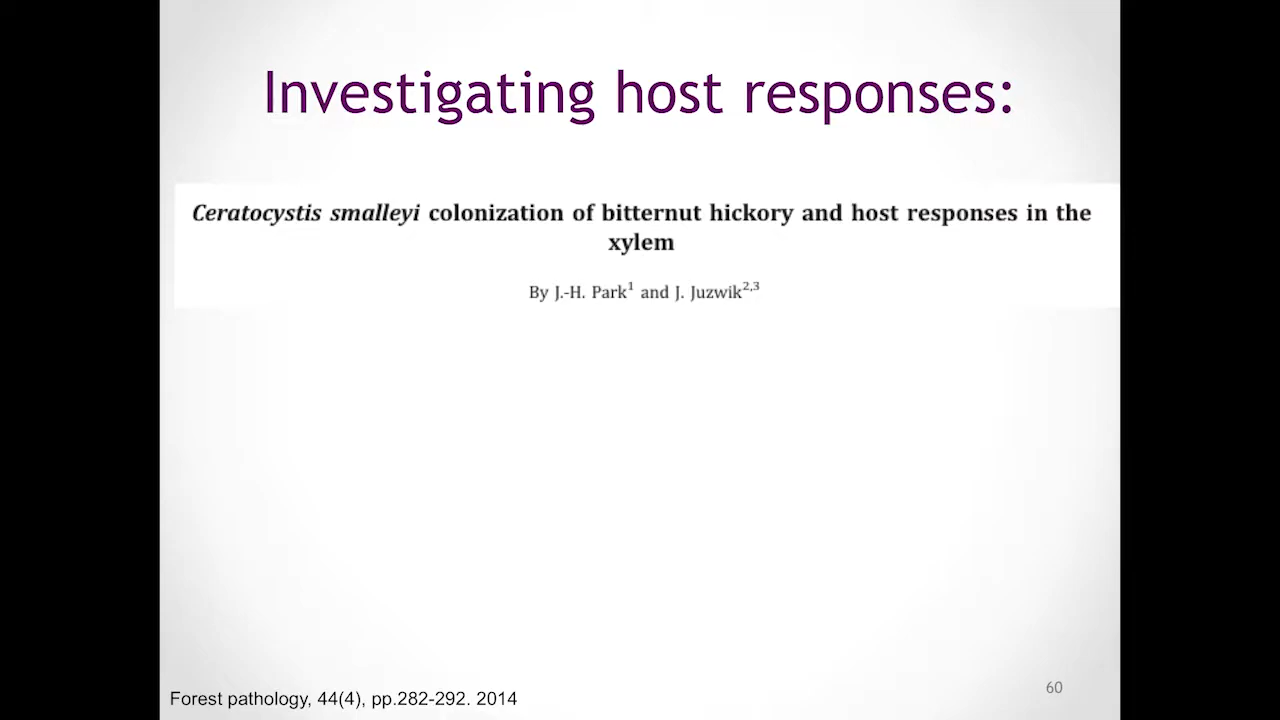 Investigating host responses:
Ceratocystis smalleyi colonization of bitternut hickory and host responses in the
xylem
By J.-H. Park¹ and J. Juzwik²,³
Forest pathology, 44(4), pp.282-292. 2014
60